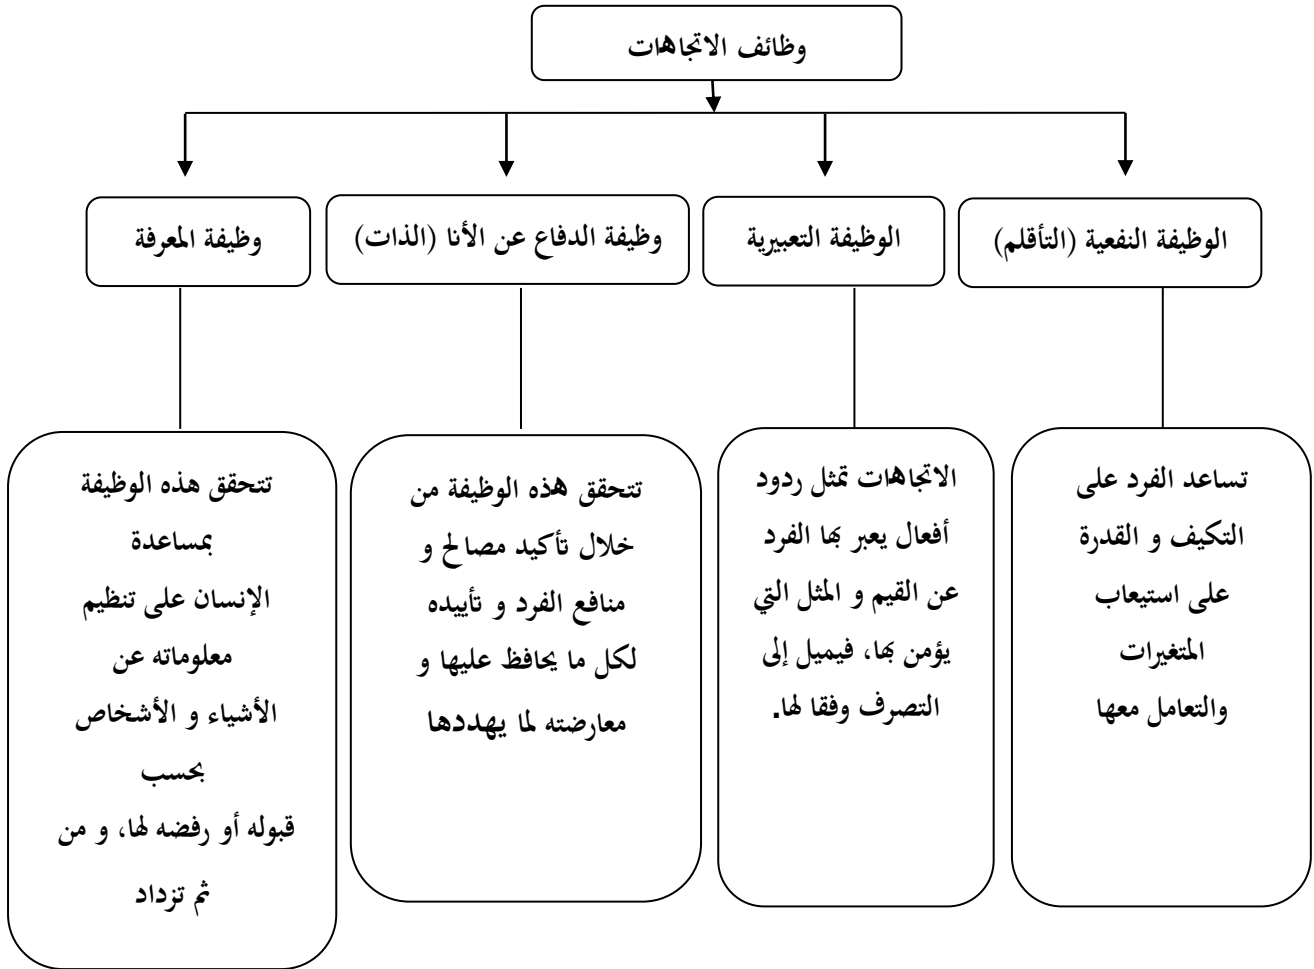 وظائف الاتجاهات
الوظيفة النفعية (التأقلم)
الوظيفة التعبيرية
وظيفة الدفاع عن الأنا (الذات)
وظيفة المعرفة
تساعد الفرد على
التكيف و القدرة
على استيعاب
المتغيرات
والتعامل معها
الاتجاهات تمثل ردود
أفعال يعبر بها الفرد
عن القيم و المثل التي
يؤمن بها، فيميل إلى
التصرف وفقا لها.
تتحقق هذه الوظيفة من
خلال تأكيد مصالح و
منافع الفرد و تأييده
لكل ما يحافظ عليها و
معارضته لما يهددها
تتحقق هذه الوظيفة
بمساعدة
الإنسان على تنظيم
معلوماته عن
الأشياء و الأشخاص
بحسب
قبوله أو رفضه لها، و من
ثم تزداد